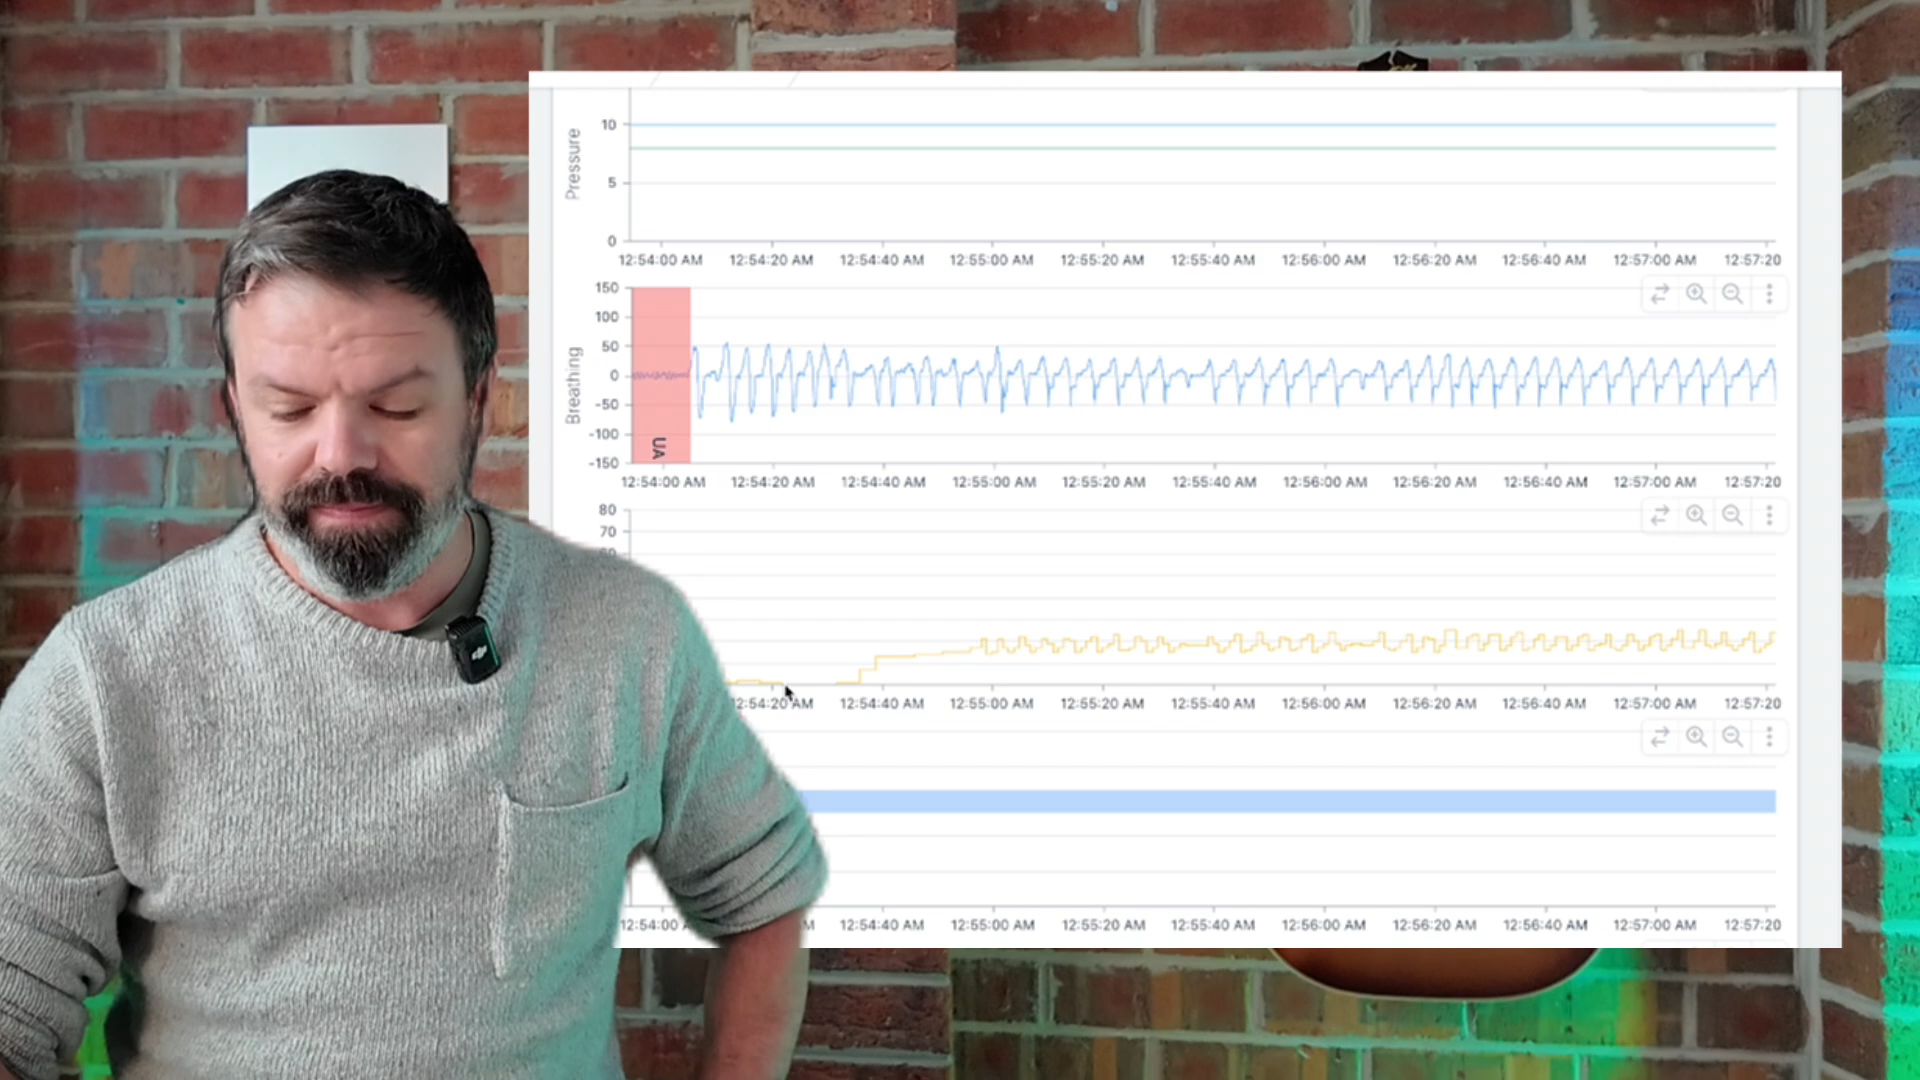 Pressure
10
5
0
12:54:00 AM 12:54:20 AM 12:54:40 AM 12:55:00 AM 12:55:20 AM 12:55:40 AM 12:56:00 AM 12:56:20 AM 12:56:40 AM 12:57:00 AM 12:57:20
Breathing
150
100
50
0
-50
-100
-150
UA
12:54:00 AM 12:54:20 AM 12:54:40 AM 12:55:00 AM 12:55:20 AM 12:55:40 AM 12:56:00 AM 12:56:20 AM 12:56:40 AM 12:57:00 AM 12:57:20
80
70
12:54:20 AM 12:54:40 AM 12:55:00 AM 12:55:20 AM 12:55:40 AM 12:56:00 AM 12:56:20 AM 12:56:40 AM 12:57:00 AM 12:57:20
12:54:00 12:54:40 AM 12:55:00 AM 12:55:20 AM 12:55:40 AM 12:56:00 AM 12:56:20 AM 12:56:40 AM 12:57:00 AM 12:57:20
dji